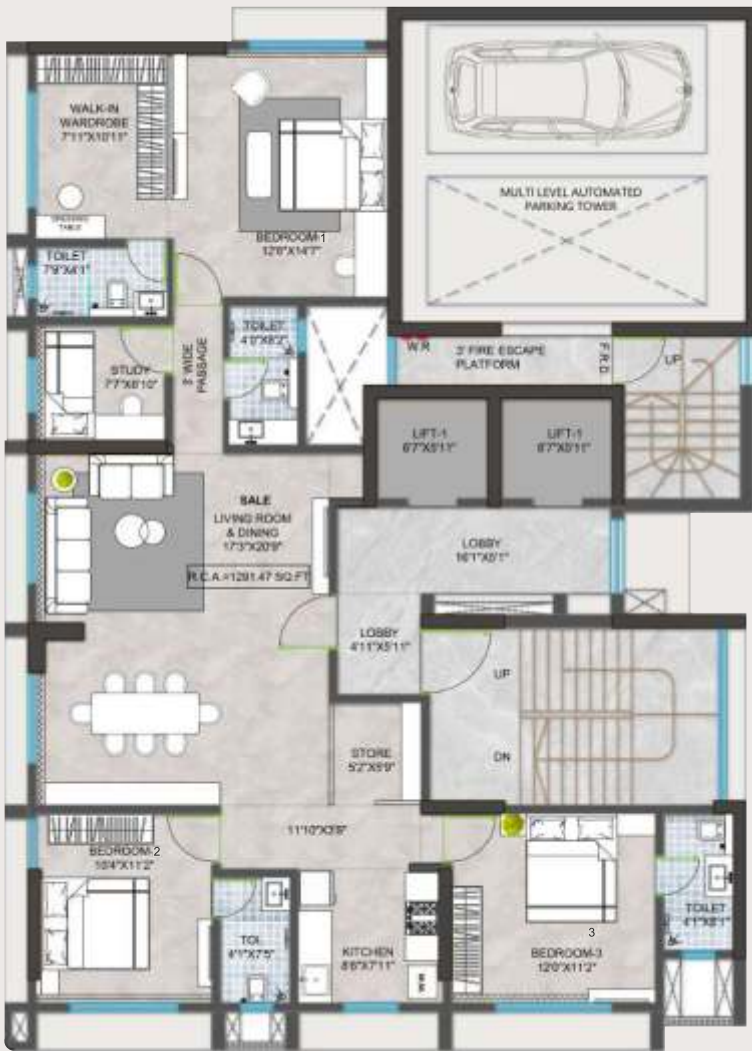 WALK-IN
WARDROBE
7'11"X10'11"
DRESSING
TABLE
BEDROOM-1
12'6"X14'7"
MULTI LEVEL AUTOMATED
PARKING TOWER
TOILET
7'9"X4'1"
TOILET
4'0"X8'2"
3' WIDE
PASSAGE
STUDY
7'7"X6'10"
W.R
3' FIRE ESCAPE
PLATFORM
F.R.D
UP
LIFT-1
6'7"X5'11"
LIFT-1
6'7"X5'11"
SALE
LIVING ROOM
& DINING
17'3"X20'9"
R.C.A.=1291.47 SQ.FT
LOBBY
16'1"X5'1"
LOBBY
4'11"X5'11"
UP
DN
STORE
5'2"X5'9"
11'10"X3'9"
BEDROOM-2
10'4"X11'2"
TOI.
4'1"X7'5"
KITCHEN
8'6"X7'11"
3
BEDROOM-3
12'0"X11'2"
TOILET
4'1"X8'1"